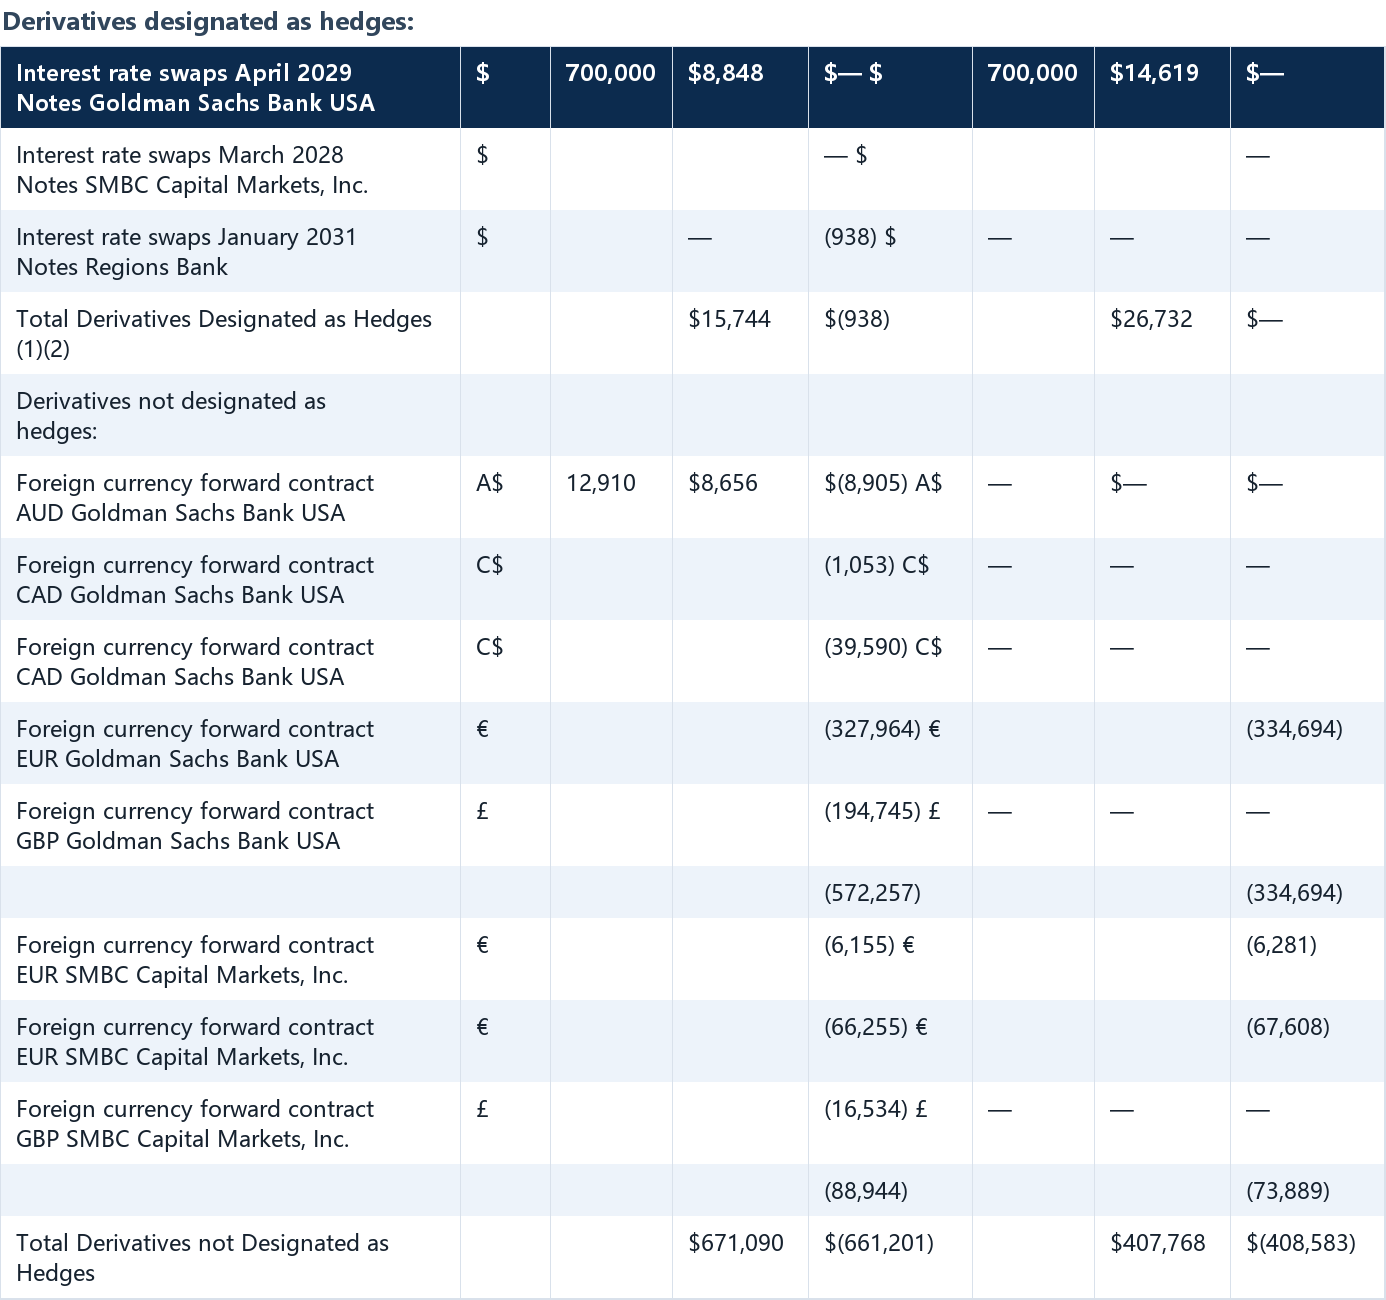 Derivatives designated as hedges:
Interest rate swaps April 2029 $ 700,000 $8,848 $— $ 700,000 $14,619 $—
Notes Goldman Sachs Bank USA
Interest rate swaps March 2028 $ — $ —
Notes SMBC Capital Markets, Inc.
Interest rate swaps January 2031 $ — (938) $ — — —
Notes Regions Bank
Total Derivatives Designated as Hedges $15,744 $(938) $26,732 $—
(1)(2)
Derivatives not designated as
hedges:
Foreign currency forward contract A$ 12,910 $8,656 $(8,905) A$ — $— $—
AUD Goldman Sachs Bank USA
Foreign currency forward contract C$ (1,053) C$ — — —
CAD Goldman Sachs Bank USA
Foreign currency forward contract C$ (39,590) C$ — — —
CAD Goldman Sachs Bank USA
Foreign currency forward contract € (327,964) € (334,694)
EUR Goldman Sachs Bank USA
Foreign currency forward contract £ (194,745) £ — — —
GBP Goldman Sachs Bank USA
(572,257) (334,694)
Foreign currency forward contract € (6,155) € (6,281)
EUR SMBC Capital Markets, Inc.
Foreign currency forward contract € (66,255) € (67,608)
EUR SMBC Capital Markets, Inc.
Foreign currency forward contract £ (16,534) £ — — —
GBP SMBC Capital Markets, Inc.
(88,944) (73,889)
Total Derivatives not Designated as $671,090 $(661,201) $407,768 $(408,583)
Hedges